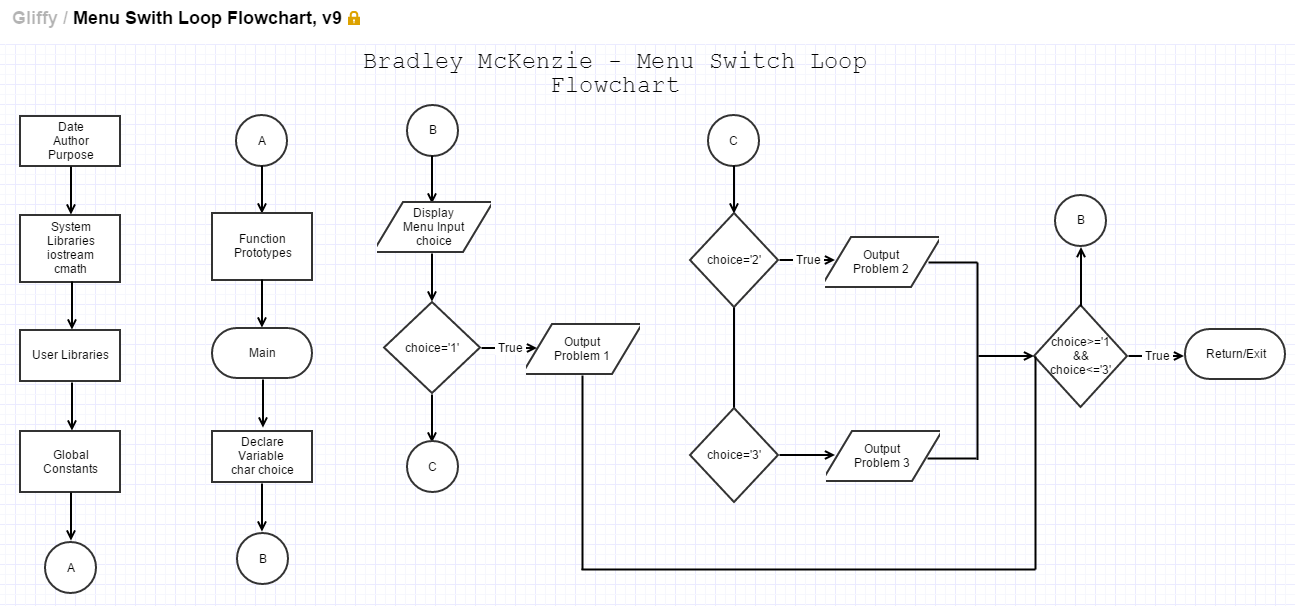 Gliffy / Menu Swith Loop Flowchart, v9
Bradley McKenzie - Menu Switch Loop
Flowchart
Date
Author
Purpose
System
Libraries
iostream
cmath
User Libraries
Global
Constants
A
A
Function
Prototypes
Main
Declare
Variable
char choice
B
B
Display
Menu Input
choice
choice='1'
True
Output
Problem 1
C
C
choice='2'
True
Output
Problem 2
choice='3'
Output
Problem 3
B
choice>='1
&&
choice<='3'
True
Return/Exit